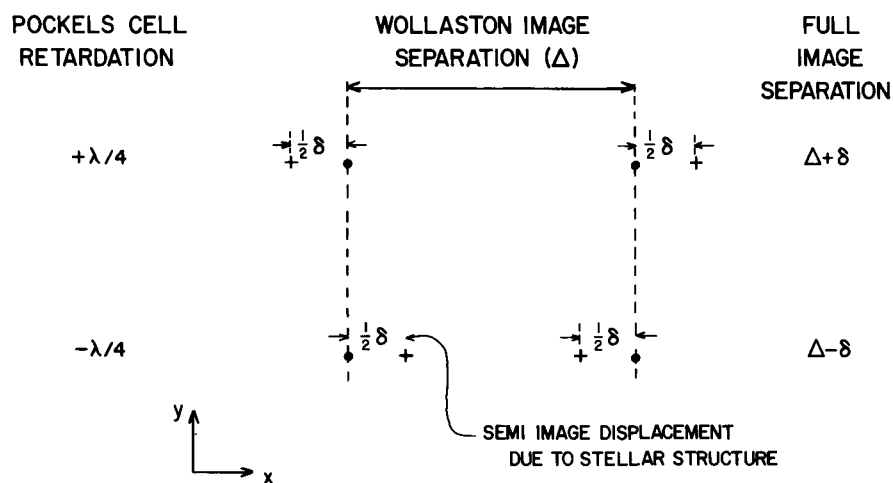 POCKELS CELL
RETARDATION
WOLLASTON IMAGE
SEPARATION (Δ)
FULL
IMAGE
SEPARATION
+λ/4
½δ
½δ
Δ+δ
-λ/4
½δ
½δ
Δ-δ
y
x
SEMI IMAGE DISPLACEMENT
DUE TO STELLAR STRUCTURE